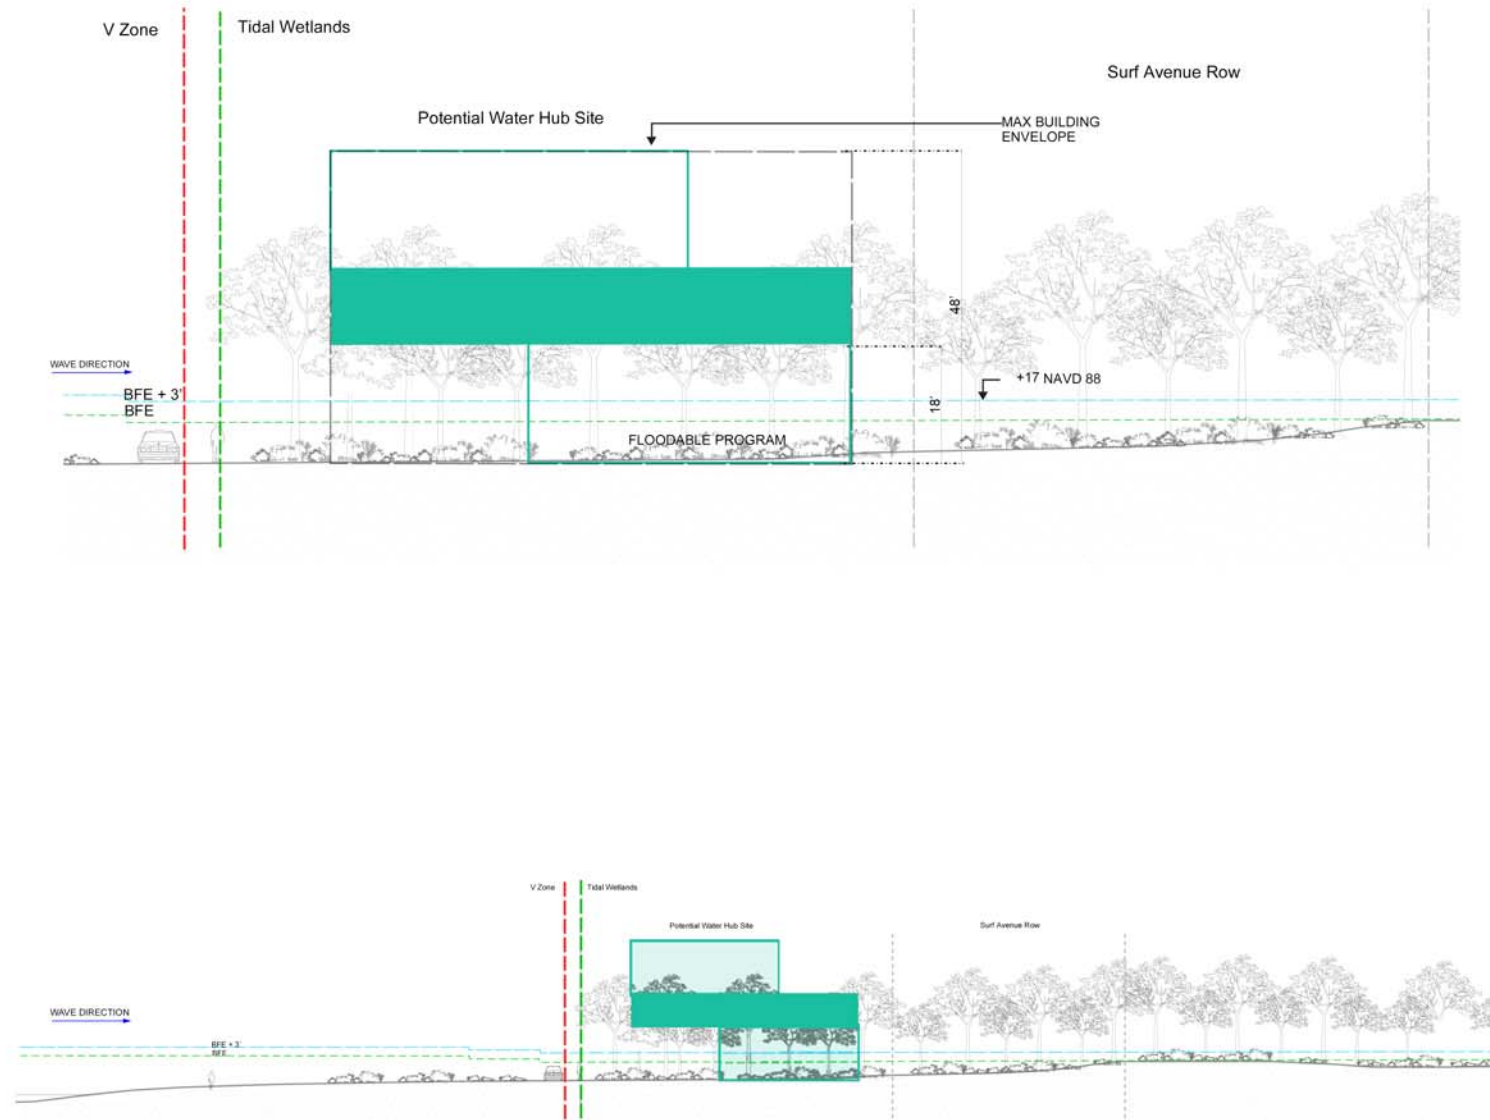 V Zone
Tidal Wetlands
Surf Avenue Row
Potential Water Hub Site
MAX BUILDING
ENVELOPE
48'
WAVE DIRECTION
+17 NAVD 88
BFE + 3'
BFE
18'
FLOODABLE PROGRAM
V Zone
Tidal Wetlands
Potential Water Hub Site
Surf Avenue Row
WAVE DIRECTION
BFE + 3'
BFE